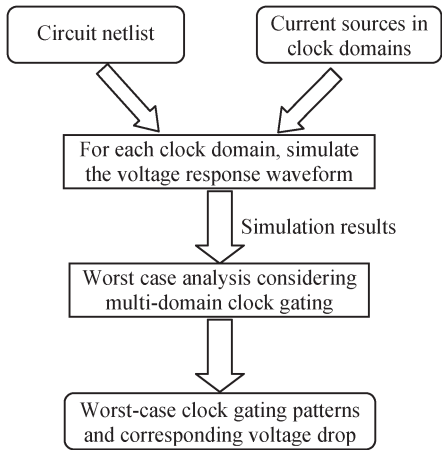 Circuit netlist
Current sources in
clock domains
For each clock domain, simulate
the voltage response waveform
Simulation results
Worst case analysis considering
multi-domain clock gating
Worst-case clock gating patterns
and corresponding voltage drop